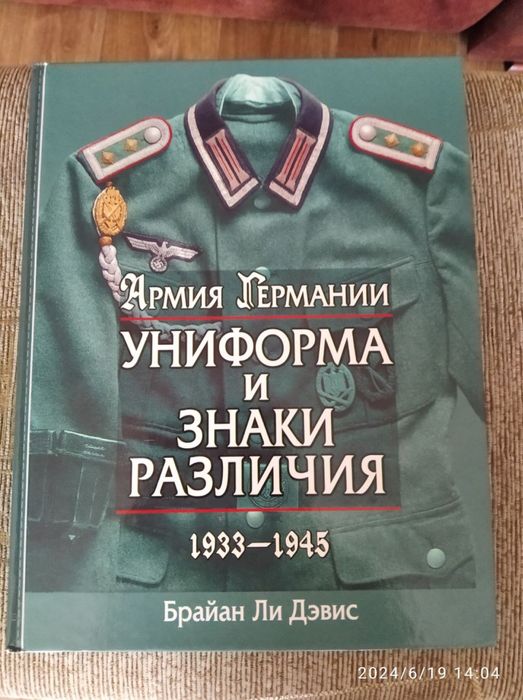 Армия Германии
УНИФОРМА
И
ЗНАКИ
РАЗЛИЧИЯ
1933–1945
Брайан Ли Дэвис
2024/6/19 14:04